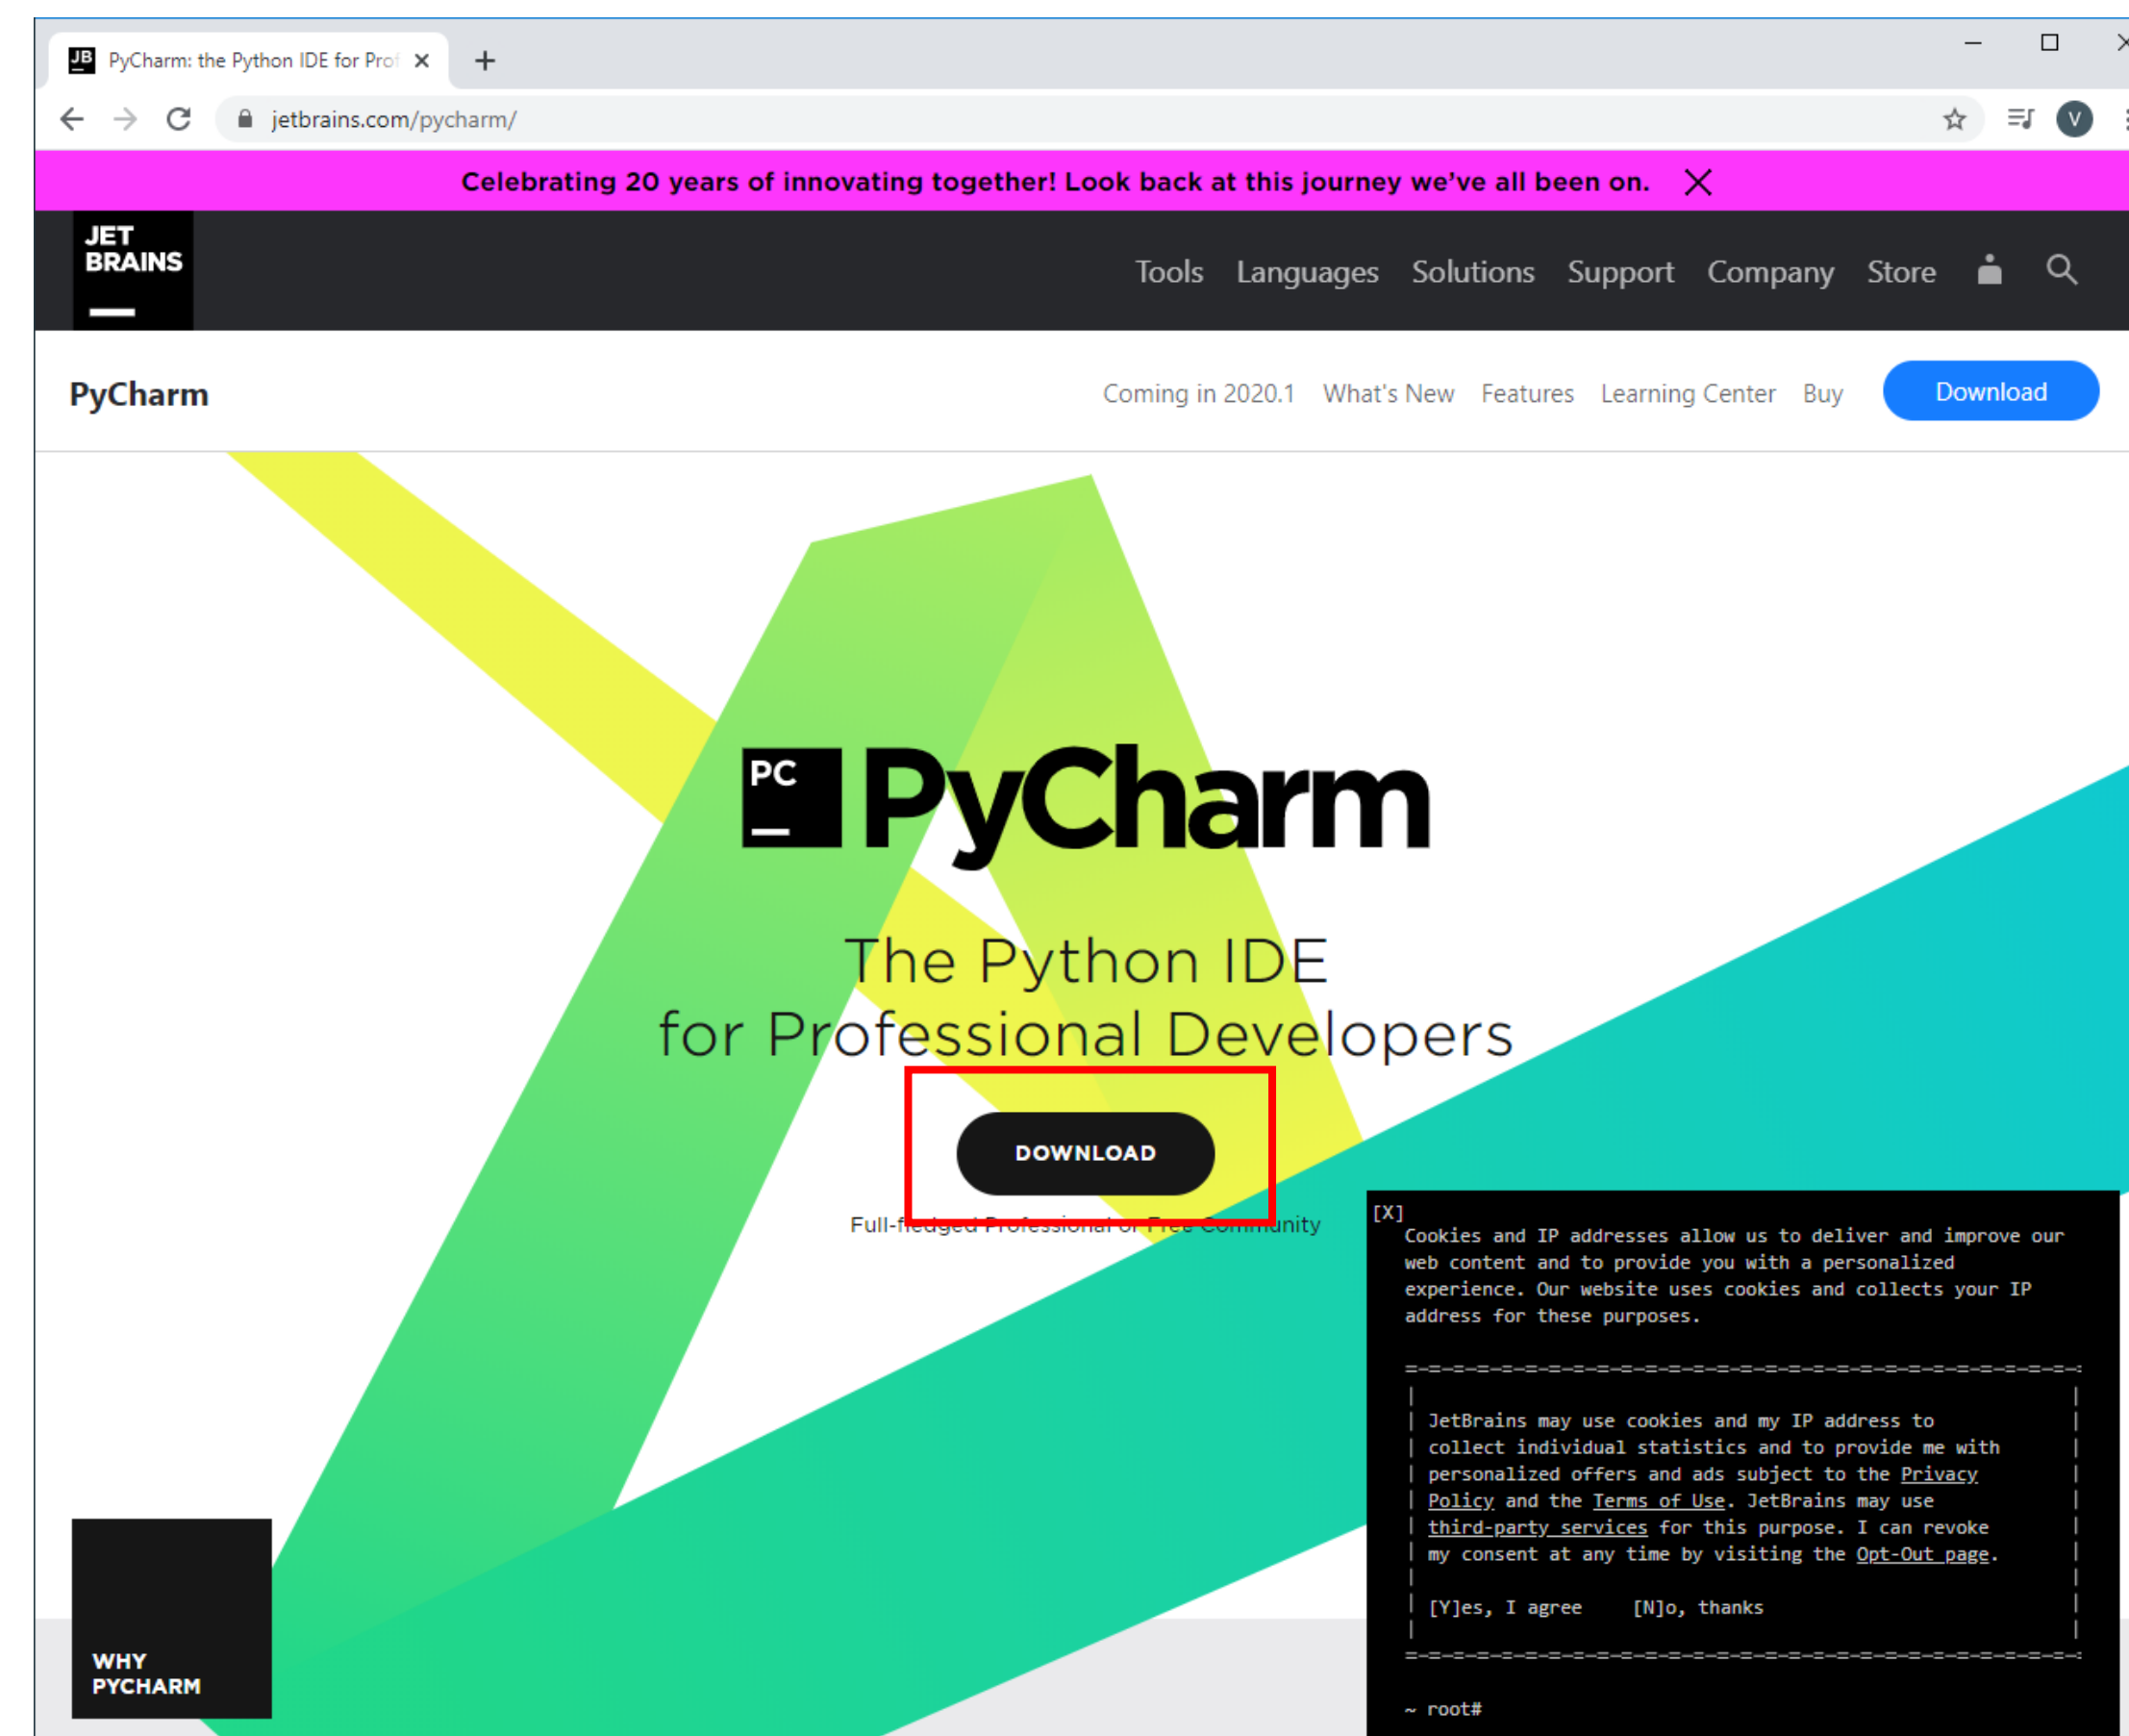 JB PyCharm: the Python IDE for Prof
jetbrains.com/pycharm/
V
Celebrating 20 years of innovating together! Look back at this journey we've all been on.
JET
BRAINS
Tools Languages Solutions Support Company Store
PyCharm
Coming in 2020.1 What's New Features Learning Center Buy Download
PC PyCharm
The Python IDE
for Professional Developers
DOWNLOAD
Full-fledged Professional or Free Community
[X]
Cookies and IP addresses allow us to deliver and improve our
web content and to provide you with a personalized
experience. Our website uses cookies and collects your IP
address for these purposes.
JetBrains may use cookies and my IP address to
collect individual statistics and to provide me with
personalized offers and ads subject to the Privacy
Policy and the Terms of Use. JetBrains may use
third-party services for this purpose. I can revoke
my consent at any time by visiting the Opt-Out page.
[Y]es, I agree [N]o, thanks
~ root#
WHY
PYCHARM